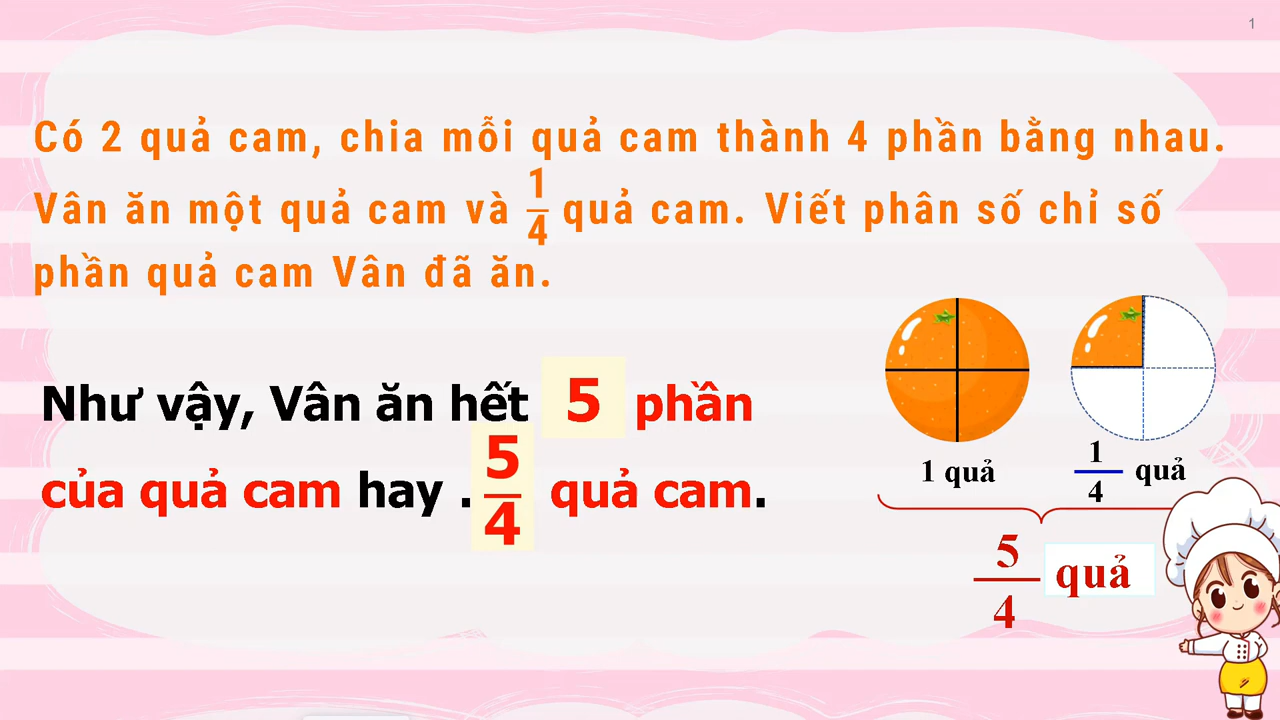 1
Có 2 quả cam, chia mỗi quả cam thành 4 phần bằng nhau.
Vân ăn một quả cam và 1/4 quả cam. Viết phân số chỉ số
phần quả cam Vân đã ăn.
Như vậy, Vân ăn hết 5 phần
của quả cam hay . 5/4 quả cam.
1 quả
1/4 quả
5/4 quả